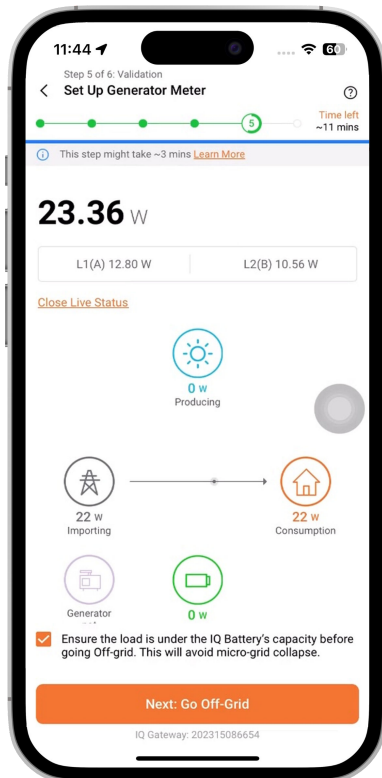 11:44
60
Step 5 of 6: Validation
Set Up Generator Meter
?
5
Time left
~11 mins
This step might take ~3 mins Learn More
23.36 W
L1(A) 12.80 W
L2(B) 10.56 W
Close Live Status
0 W
Producing
22 W
Importing
22 W
Consumption
Generator
0 W
Ensure the load is under the IQ Battery's capacity before
going Off-grid. This will avoid micro-grid collapse.
Next: Go Off-Grid
IQ Gateway: 202315086654